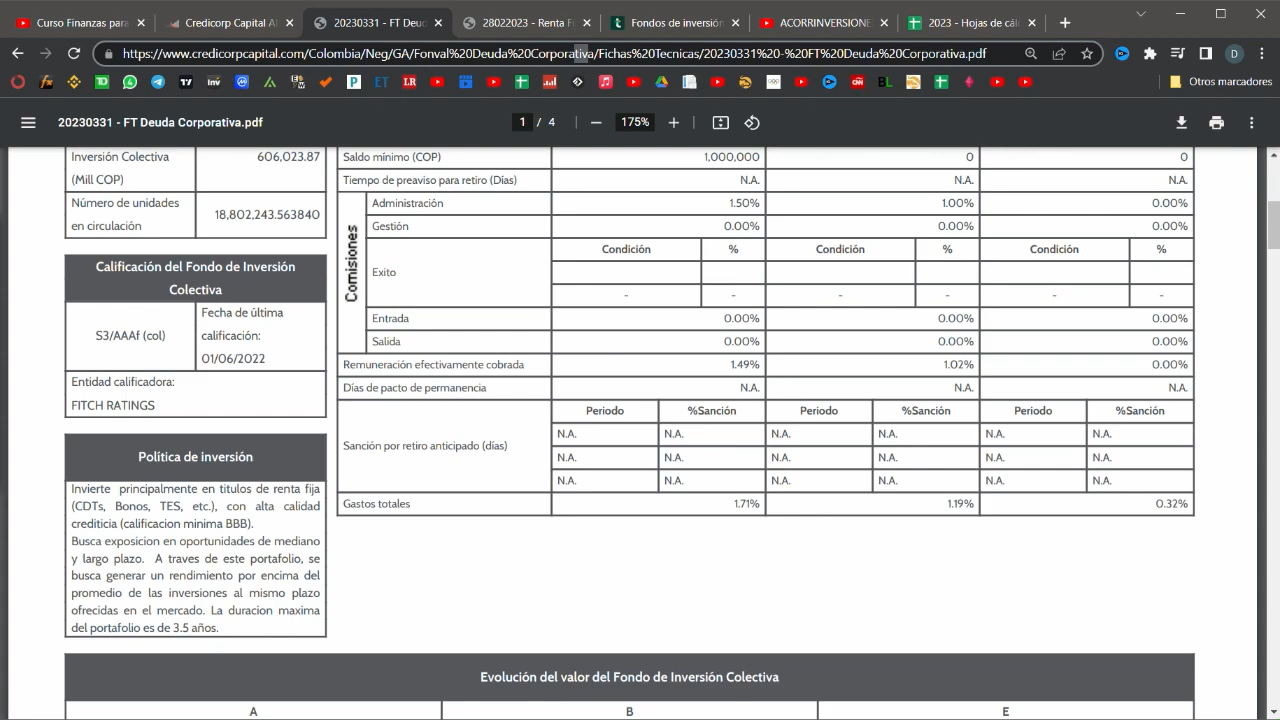 Curso Finanzas para
Credicorp Capital Al
20230331 - FT Deu
28022023 - Renta F
Fondos de inversión
ACORRINVERSIONE
2023 - Hojas de cál
https://www.credicorpcapital.com/Colombia/Neg/GA/Fonval%20Deuda%20Corporativa/Fichas%20Tecnicas/20230331%20-%20FT%20Deuda%20Corporativa.pdf
D
Otros marcadores
20230331 - FT Deuda Corporativa.pdf
1 / 4
175%
Inversión Colectiva
(Mill COP)
606,023.87
Número de unidades
en circulación
18,802,243.563840
Calificación del Fondo de Inversión
Colectiva
S3/AAAf (col)
Fecha de última
calificación:
01/06/2022
Entidad calificadora:
FITCH RATINGS
Política de inversión
Invierte principalmente en titulos de renta fija
(CDTs, Bonos, TES, etc.), con alta calidad
crediticia (calificacion minima BBB).
Busca exposicion en oportunidades de mediano
y largo plazo. A traves de este portafolio, se
busca generar un rendimiento por encima del
promedio de las inversiones al mismo plazo
ofrecidas en el mercado. La duracion maxima
del portafolio es de 3.5 años.
Saldo mínimo (COP) 1,000,000 0 0
Tiempo de preaviso para retiro (Días) N.A. N.A. N.A.
Comisiones
Administración 1.50% 1.00% 0.00%
Gestión 0.00% 0.00% 0.00%
Condición % Condición % Condición %
Exito
- - - - - -
Entrada 0.00% 0.00% 0.00%
Salida 0.00% 0.00% 0.00%
Remuneración efectivamente cobrada 1.49% 1.02% 0.00%
Días de pacto de permanencia N.A. N.A. N.A.
Periodo %Sanción Periodo %Sanción Periodo %Sanción
N.A. N.A. N.A. N.A. N.A. N.A.
Sanción por retiro anticipado (días)
N.A. N.A. N.A. N.A. N.A. N.A.
N.A. N.A. N.A. N.A. N.A. N.A.
Gastos totales 1.71% 1.19% 0.32%
Evolución del valor del Fondo de Inversión Colectiva
A B E